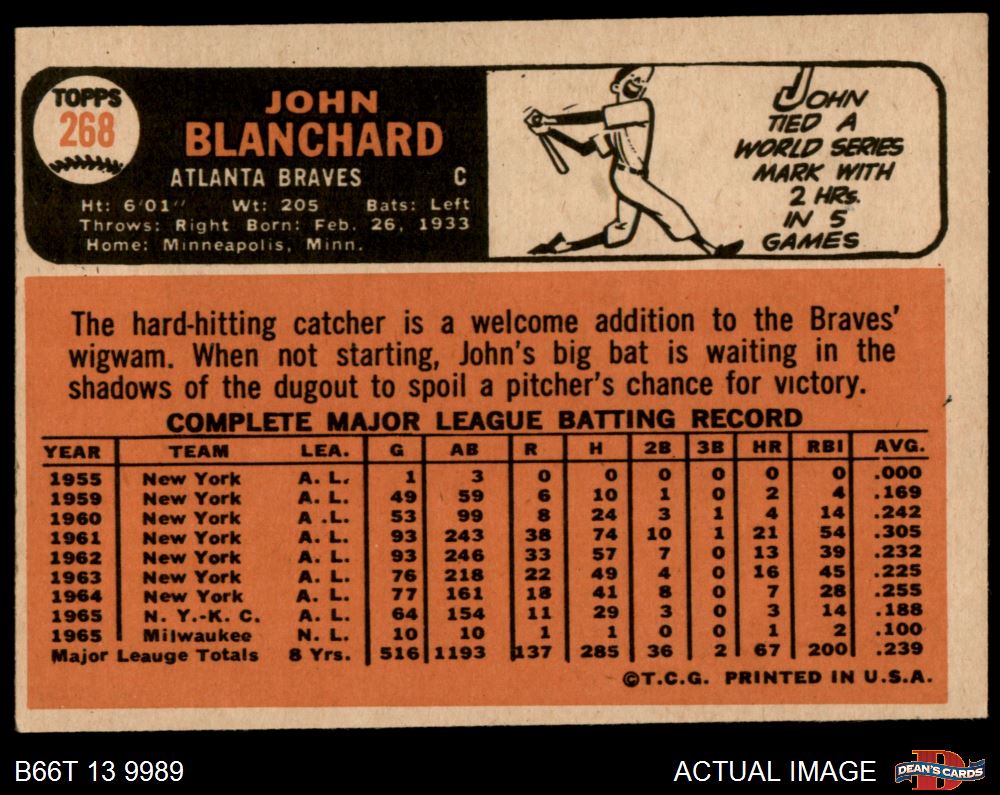 TOPPS
268
JOHN
BLANCHARD
ATLANTA BRAVES C
Ht: 6'01" Wt: 205 Bats: Left
Throws: Right Born: Feb. 26, 1933
Home: Minneapolis, Minn.
JOHN
TIED A
WORLD SERIES
MARK WITH
2 HRs.
IN 5
GAMES
The hard-hitting catcher is a welcome addition to the Braves'
wigwam. When not starting, John's big bat is waiting in the
shadows of the dugout to spoil a pitcher's chance for victory.
COMPLETE MAJOR LEAGUE BATTING RECORD
YEAR TEAM LEA. G AB R H 2B 3B HR RBI AVG.
1955 New York A. L. 1 3 0 0 0 0 0 0 .000
1959 New York A. L. 49 59 6 10 1 0 2 4 .169
1960 New York A .L. 53 99 8 24 3 1 4 14 .242
1961 New York A. L. 93 243 38 74 10 1 21 54 .305
1962 New York A. L. 93 246 33 57 7 0 13 39 .232
1963 New York A. L. 76 218 22 49 4 0 16 45 .225
1964 New York A. L. 77 161 18 41 8 0 7 28 .255
1965 N. Y.-K. C. A. L. 64 154 11 29 3 0 3 14 .188
1965 Milwaukee N. L. 10 10 1 1 0 0 1 2 .100
Major Leauge Totals 8 Yrs. 516 1193 137 285 36 2 67 200 .239
©T.C.G. PRINTED IN U.S.A.
B66T 13 9989
ACTUAL IMAGE
DEAN'S CARDS